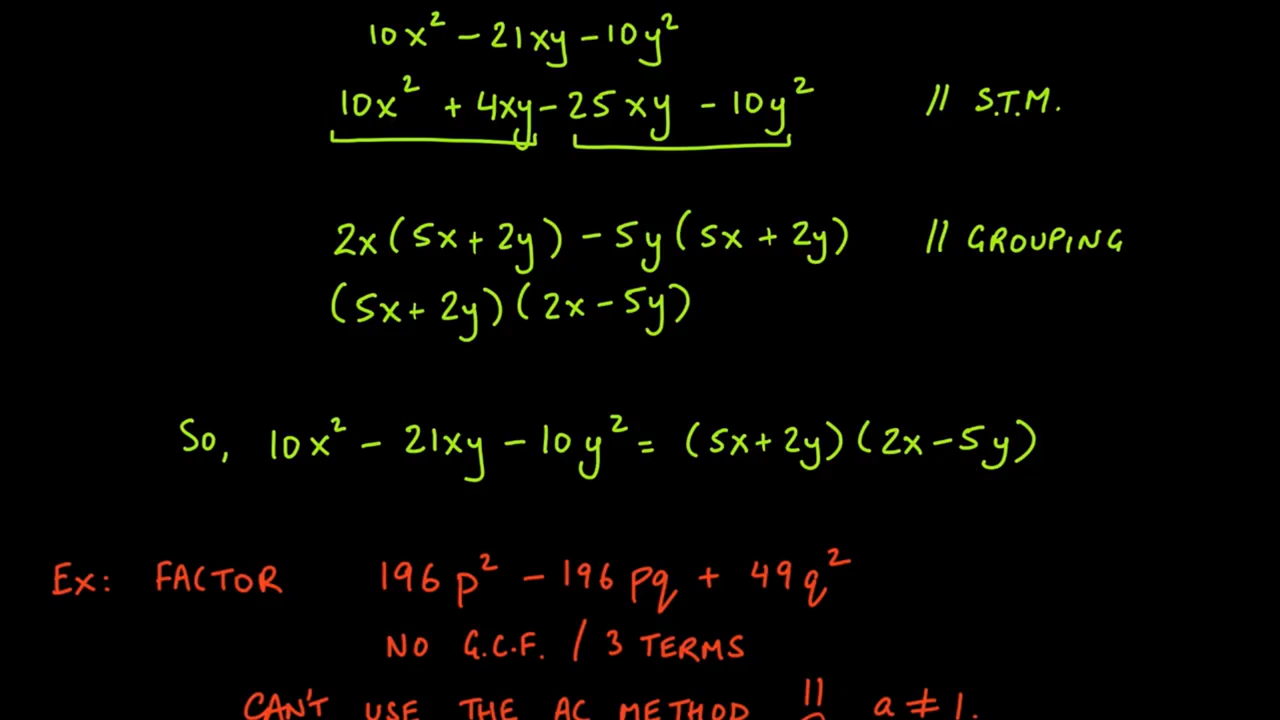 10x² - 21xy - 10y²
10x² + 4xy - 25xy - 10y² // S.T.M.
2x(5x + 2y) - 5y(5x + 2y) // GROUPING
(5x + 2y)(2x - 5y)
So, 10x² - 21xy - 10y² = (5x + 2y)(2x - 5y)
Ex: FACTOR 196p² - 196pq + 49q²
NO G.C.F. / 3 TERMS
CAN'T USE THE AC METHOD a ≠ 1.